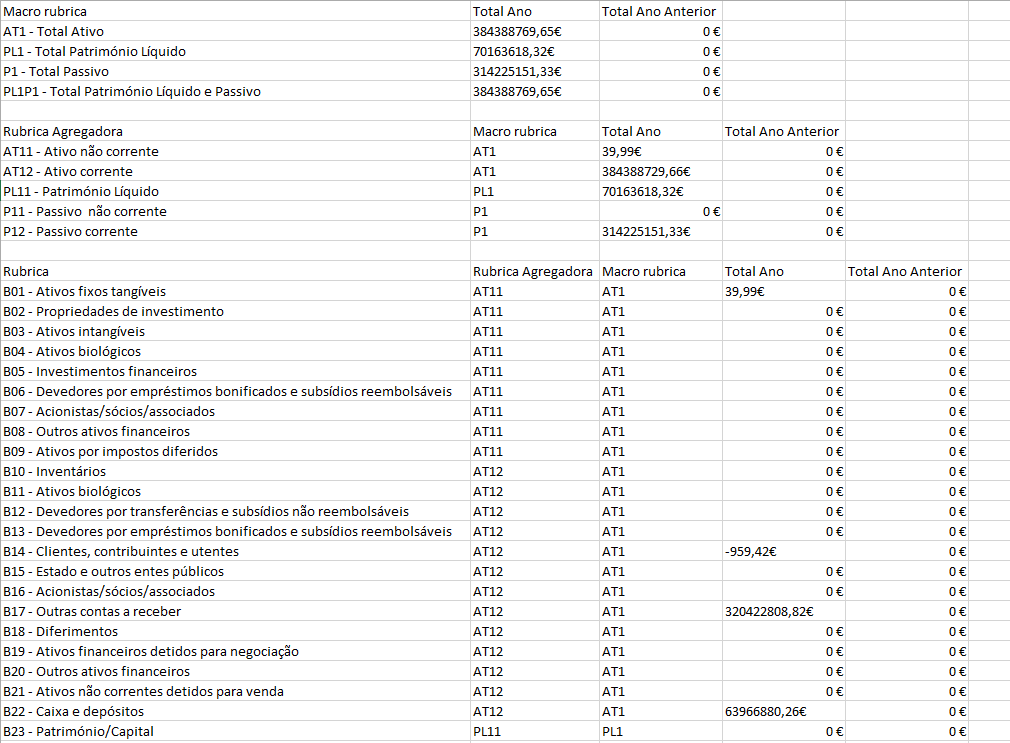 Macro rubrica Total Ano Total Ano Anterior
AT1 - Total Ativo 384388769,65€ 0 €
PL1 - Total Património Líquido 70163618,32€ 0 €
P1 - Total Passivo 314225151,33€ 0 €
PL1P1 - Total Património Líquido e Passivo 384388769,65€ 0 €
Rubrica Agregadora Macro rubrica Total Ano Total Ano Anterior
AT11 - Ativo não corrente AT1 39,99€ 0 €
AT12 - Ativo corrente AT1 384388729,66€ 0 €
PL11 - Património Líquido PL1 70163618,32€ 0 €
P11 - Passivo  não corrente P1 0 € 0 €
P12 - Passivo corrente P1 314225151,33€ 0 €
Rubrica Rubrica Agregadora Macro rubrica Total Ano Total Ano Anterior
B01 - Ativos fixos tangíveis AT11 AT1 39,99€ 0 €
B02 - Propriedades de investimento AT11 AT1 0 € 0 €
B03 - Ativos intangíveis AT11 AT1 0 € 0 €
B04 - Ativos biológicos AT11 AT1 0 € 0 €
B05 - Investimentos financeiros AT11 AT1 0 € 0 €
B06 - Devedores por empréstimos bonificados e subsídios reembolsáveis AT11 AT1 0 € 0 €
B07 - Acionistas/sócios/associados AT11 AT1 0 € 0 €
B08 - Outros ativos financeiros AT11 AT1 0 € 0 €
B09 - Ativos por impostos diferidos AT11 AT1 0 € 0 €
B10 - Inventários AT12 AT1 0 € 0 €
B11 - Ativos biológicos AT12 AT1 0 € 0 €
B12 - Devedores por transferências e subsídios não reembolsáveis AT12 AT1 0 € 0 €
B13 - Devedores por empréstimos bonificados e subsídios reembolsáveis AT12 AT1 0 € 0 €
B14 - Clientes, contribuintes e utentes AT12 AT1 -959,42€ 0 €
B15 - Estado e outros entes públicos AT12 AT1 0 € 0 €
B16 - Acionistas/sócios/associados AT12 AT1 0 € 0 €
B17 - Outras contas a receber AT12 AT1 320422808,82€ 0 €
B18 - Diferimentos AT12 AT1 0 € 0 €
B19 - Ativos financeiros detidos para negociação AT12 AT1 0 € 0 €
B20 - Outros ativos financeiros AT12 AT1 0 € 0 €
B21 - Ativos não correntes detidos para venda AT12 AT1 0 € 0 €
B22 - Caixa e depósitos AT12 AT1 63966880,26€ 0 €
B23 - Património/Capital PL11 PL1 0 € 0 €